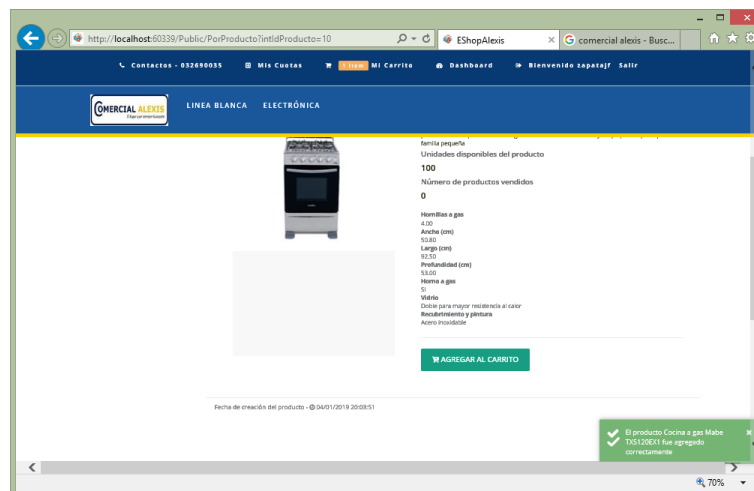 http://localhost:60339/Public/PorProducto?intIdProducto=10
EShopAlexis
comercial alexis - Busc...
Contactos - 032690035
Mis Cuotas
1 Item Mi Carrito
Dashboard
Bienvenido zapatajf
Salir
COMERCIAL ALEXIS
LINEA BLANCA
ELECTRÓNICA
familia pequeña
Unidades disponibles del producto
100
Número de productos vendidos
0
Hornillas a gas
4.00
Ancho (cm)
50.80
Largo (cm)
92.50
Profundidad (cm)
53.00
Horno a gas
SI
Vidrio
Doble para mayor resistencia al calor
Recubrimiento y pintura
Acero Inoxidable
AGREGAR AL CARRITO
Fecha de creación del producto - 04/01/2019 20:03:51
El producto Cocina a gas Mabe
TX5120EX1 fue agregado
correctamente
70%